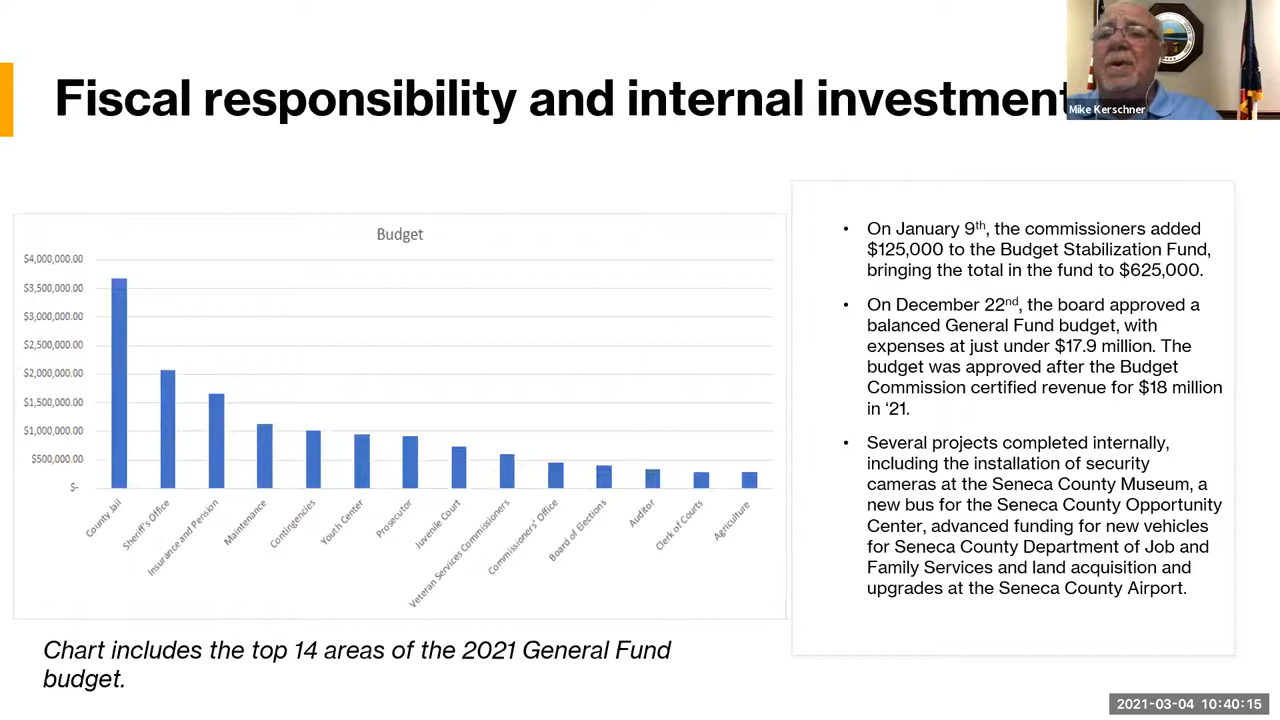 Fiscal responsibility and internal investment
Mike Kerschner
Budget
$4,000,000.00
$3,500,000.00
$3,000,000.00
$2,500,000.00
$2,000,000.00
$1,500,000.00
$1,000,000.00
$500,000.00
$-
County Jail
Sheriff's Office
Insurance and Pension
Maintenance
Contingencies
Youth Center
Prosecutor
Juvenile Court
Veteran Services Commissioners
Commissioners' Office
Board of Elections
Auditor
Clerk of Courts
Agriculture
Chart includes the top 14 areas of the 2021 General Fund
budget.
• On January 9th, the commissioners added
$125,000 to the Budget Stabilization Fund,
bringing the total in the fund to $625,000.
• On December 22nd, the board approved a
balanced General Fund budget, with
expenses at just under $17.9 million. The
budget was approved after the Budget
Commission certified revenue for $18 million
in ‘21.
• Several projects completed internally,
including the installation of security
cameras at the Seneca County Museum, a
new bus for the Seneca County Opportunity
Center, advanced funding for new vehicles
for Seneca County Department of Job and
Family Services and land acquisition and
upgrades at the Seneca County Airport.
2021-03-04 10:40:15